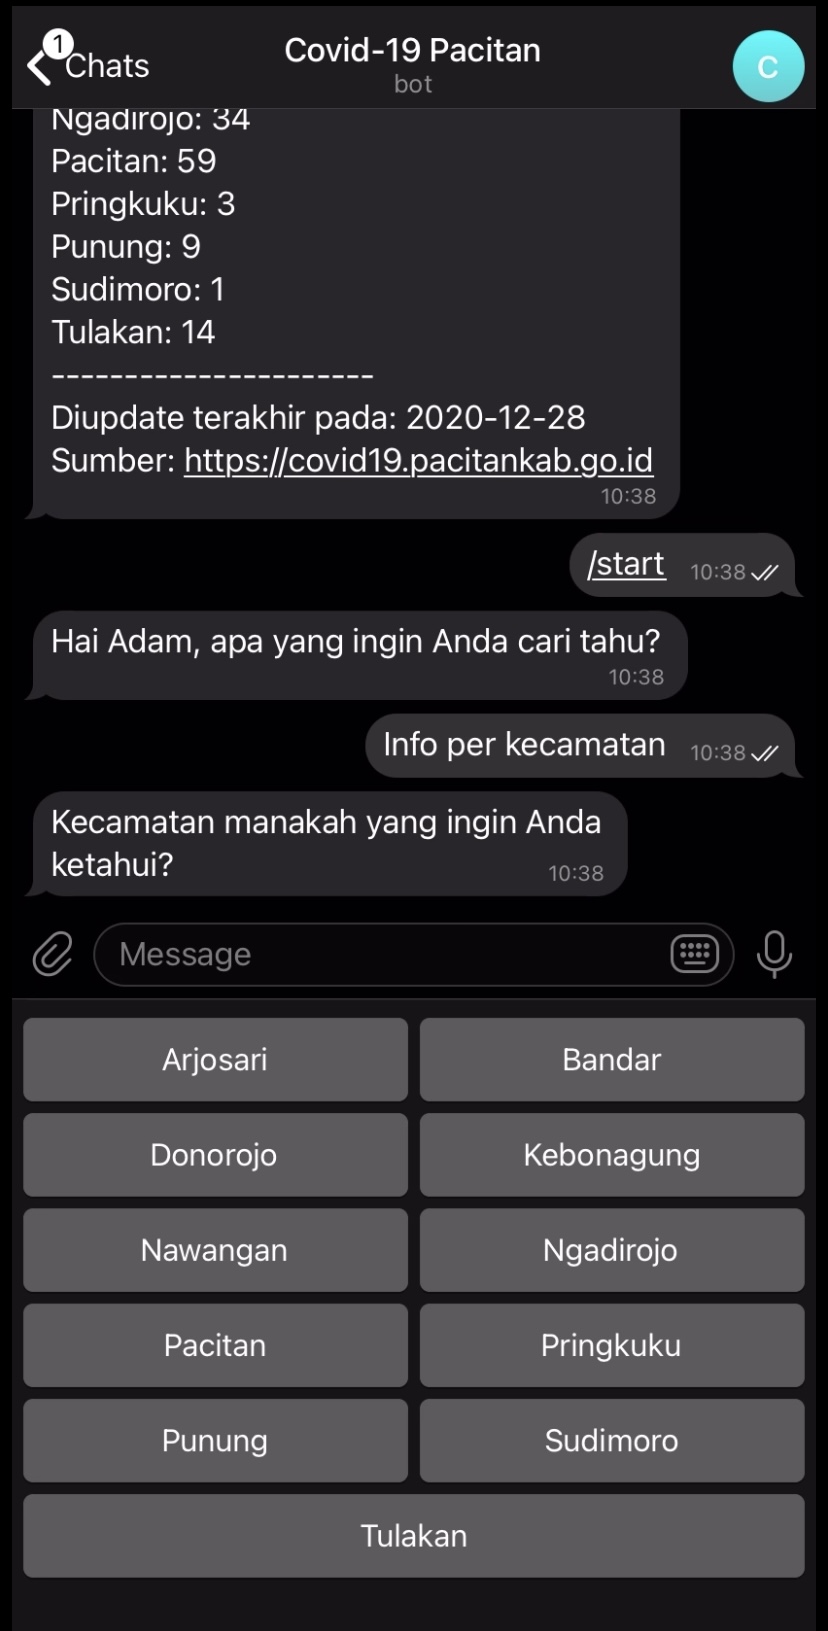 1
Chats
Covid-19 Pacitan
bot
C
Ngadirojo: 34
Pacitan: 59
Pringkuku: 3
Punung: 9
Sudimoro: 1
Tulakan: 14
----------------------
Diupdate terakhir pada: 2020-12-28
Sumber: https://covid19.pacitankab.go.id
10:38
/start 10:38
Hai Adam, apa yang ingin Anda cari tahu?
10:38
Info per kecamatan 10:38
Kecamatan manakah yang ingin Anda
ketahui? 10:38
Message
Arjosari
Bandar
Donorojo
Kebonagung
Nawangan
Ngadirojo
Pacitan
Pringkuku
Punung
Sudimoro
Tulakan